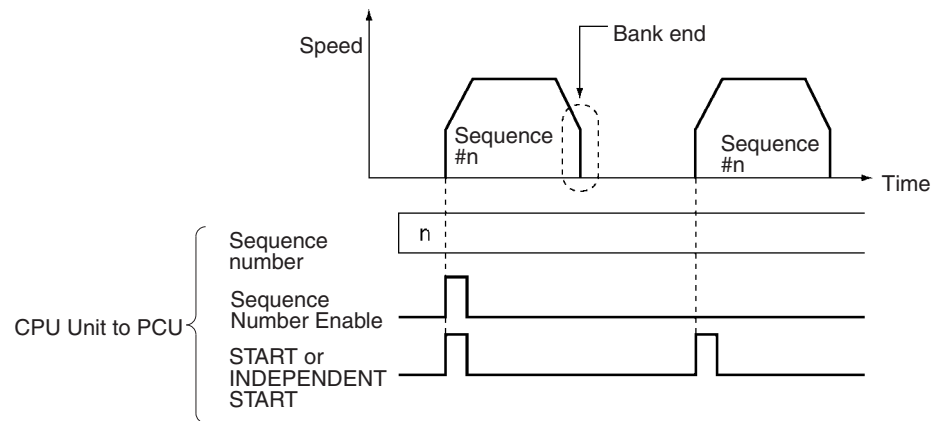 Speed
Bank end
Sequence
#n
Sequence
#n
Time
Sequence
number
n
Sequence
Number Enable
CPU Unit to PCU
START or
INDEPENDENT
START